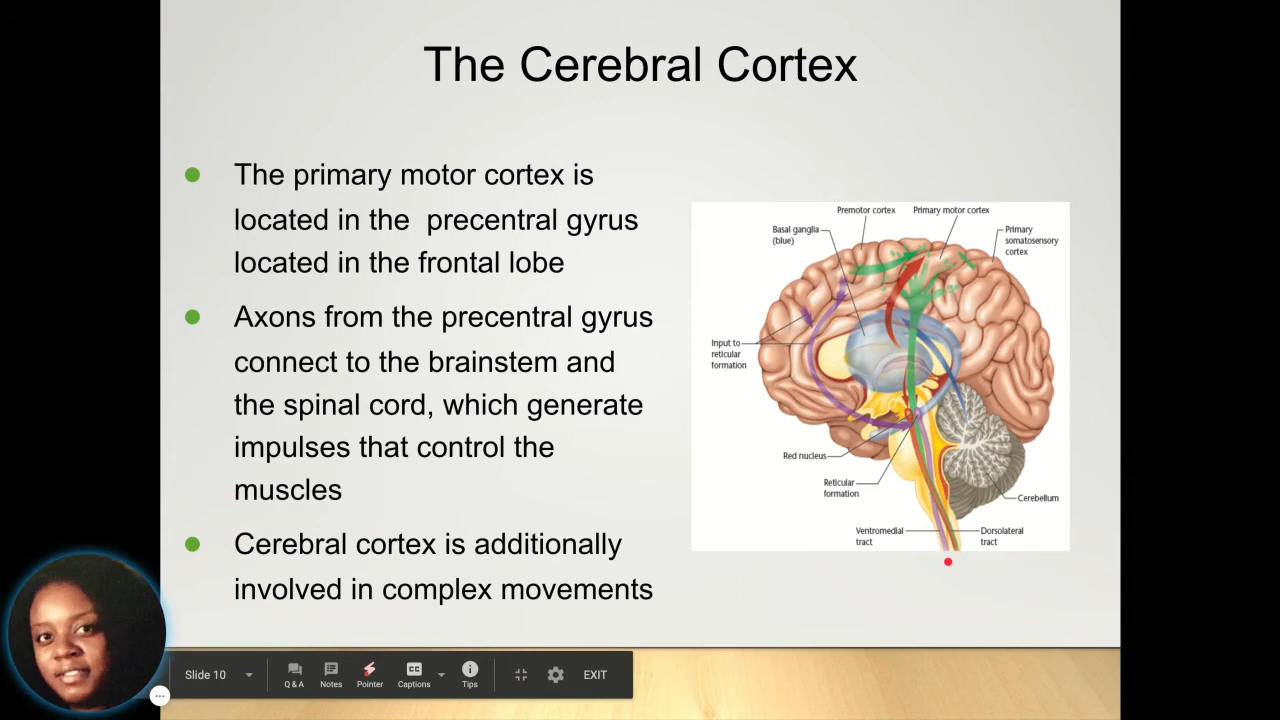 The Cerebral Cortex
The primary motor cortex is
located in the precentral gyrus
located in the frontal lobe
Axons from the precentral gyrus
connect to the brainstem and
the spinal cord, which generate
impulses that control the
muscles
Cerebral cortex is additionally
involved in complex movements
Premotor cortex
Primary motor cortex
Basal ganglia
(blue)
Primary
somatosensory
cortex
Input to
reticular
formation
Red nucleus
Reticular
formation
Cerebellum
Ventromedial
tract
Dorsolateral
tract
Slide 10
Q & A
Notes
Pointer
CC
Captions
Tips
EXIT